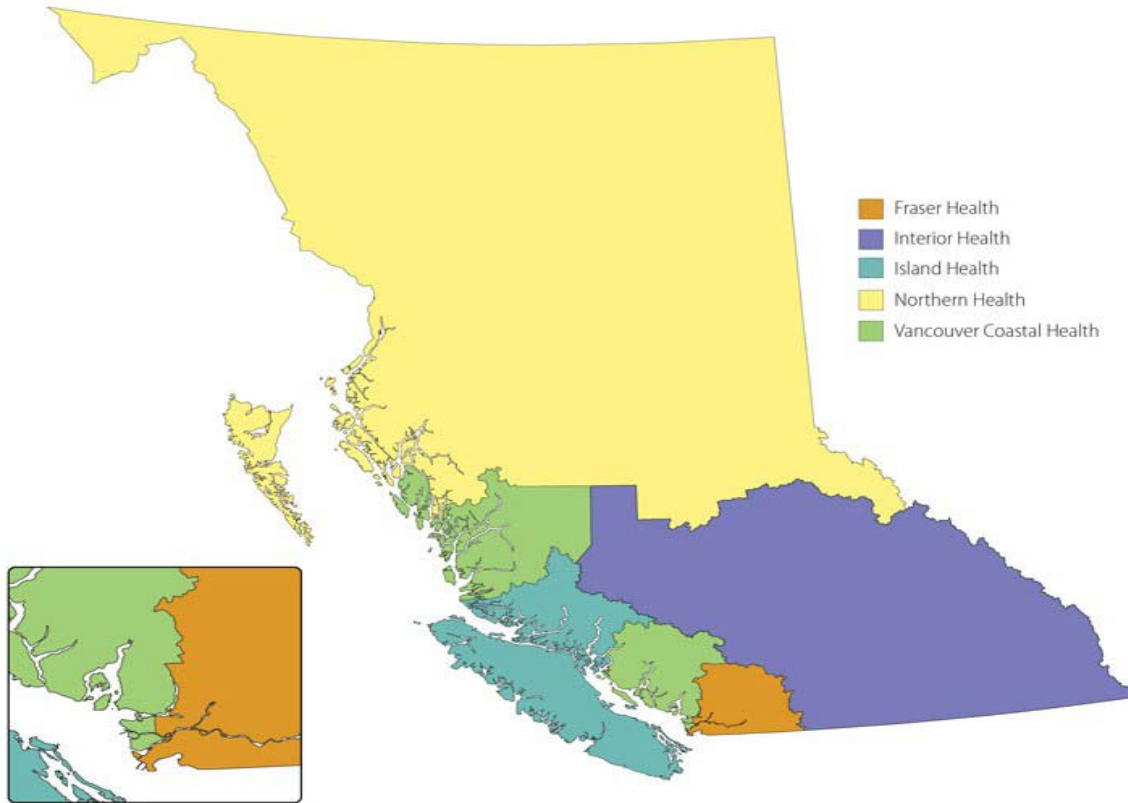 Fraser Health
Interior Health
Island Health
Northern Health
Vancouver Coastal Health